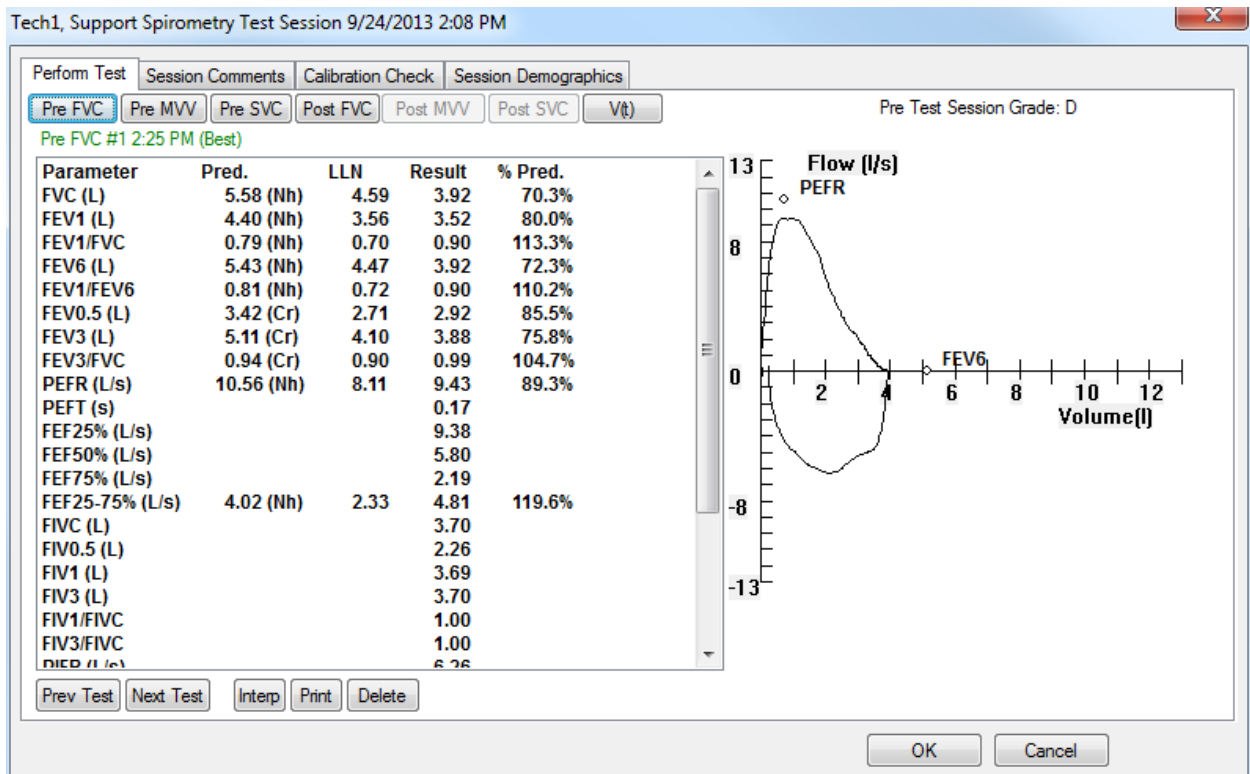 Tech1, Support Spirometry Test Session 9/24/2013 2:08 PM
Perform Test Session Comments Calibration Check Session Demographics
Pre FVC Pre MVV Pre SVC Post FVC Post MVV Post SVC V(t) Pre Test Session Grade: D
Pre FVC #1 2:25 PM (Best)
Parameter Pred. LLN Result % Pred.
FVC (L) 5.58 (Nh) 4.59 3.92 70.3%
FEV1 (L) 4.40 (Nh) 3.56 3.52 80.0%
FEV1/FVC 0.79 (Nh) 0.70 0.90 113.3%
FEV6 (L) 5.43 (Nh) 4.47 3.92 72.3%
FEV1/FEV6 0.81 (Nh) 0.72 0.90 110.2%
FEV0.5 (L) 3.42 (Cr) 2.71 2.92 85.5%
FEV3 (L) 5.11 (Cr) 4.10 3.88 75.8%
FEV3/FVC 0.94 (Cr) 0.90 0.99 104.7%
PEFR (L/s) 10.56 (Nh) 8.11 9.43 89.3%
PEFT (s) 0.17
FEF25% (L/s) 9.38
FEF50% (L/s) 5.80
FEF75% (L/s) 2.19
FEF25-75% (L/s) 4.02 (Nh) 2.33 4.81 119.6%
FIVC (L) 3.70
FIV0.5 (L) 2.26
FIV1 (L) 3.69
FIV3 (L) 3.70
FIV1/FIVC 1.00
FIV3/FIVC 1.00
PIFR (L/s) 6.26
13 Flow (l/s)
PEFR
8
FEV6
0
2 4 6 8 10 12
Volume(l)
-8
-13
Prev Test Next Test Interp Print Delete
OK Cancel